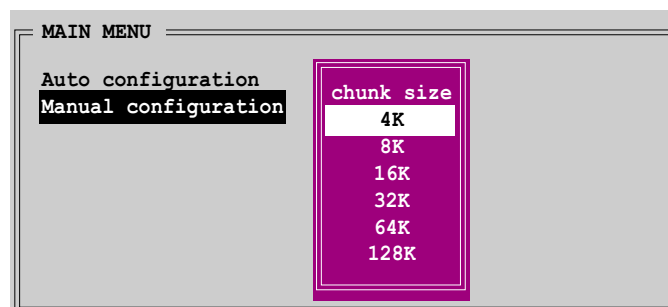 MAIN MENU
Auto configuration
Manual configuration
chunk size
4K
8K
16K
32K
64K
128K